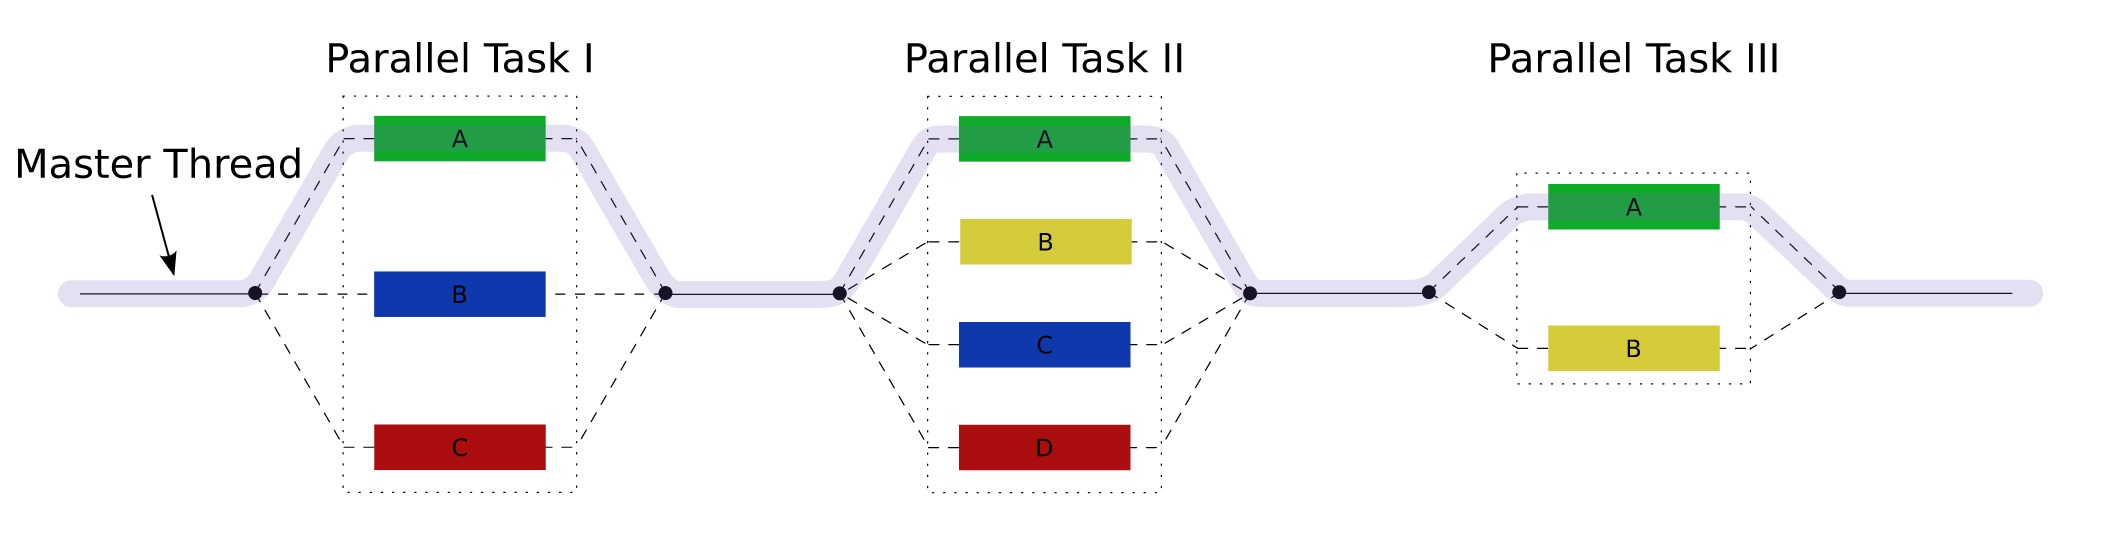 Parallel Task I
Parallel Task II
Parallel Task III
Master Thread
A
B
C
A
B
C
D
A
B